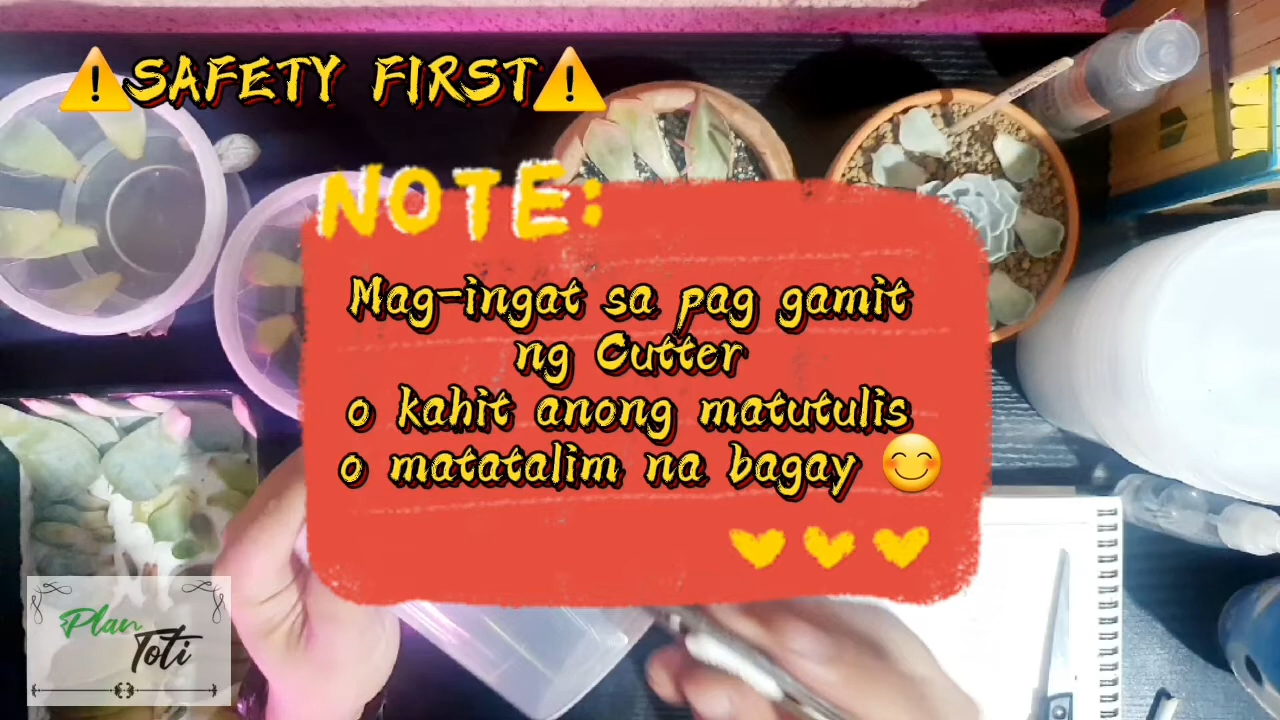 ⚠️SAFETY FIRST⚠️
NOTE:
Mag-ingat sa pag gamit
ng Cutter
o kahit anong matutulis
o matatalim na bagay 😊
Plan
Toti